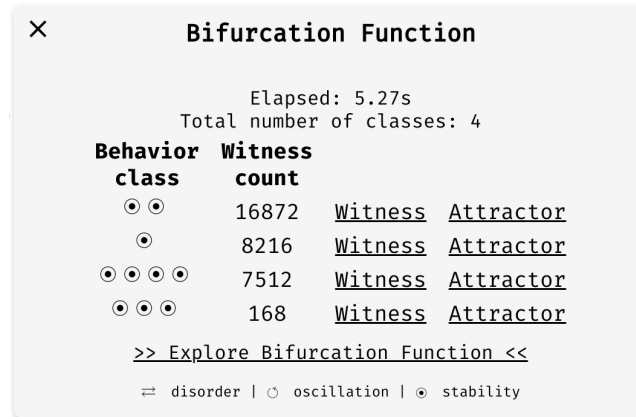 Bifurcation Function
Elapsed: 5.27s
Total number of classes: 4
Behavior Witness
class count
⦿ ⦿ 16872 Witness Attractor
⦿ 8216 Witness Attractor
⦿ ⦿ ⦿ ⦿ 7512 Witness Attractor
⦿ ⦿ ⦿ 168 Witness Attractor
>> Explore Bifurcation Function <<
⇄ disorder | ↻ oscillation | ⦿ stability